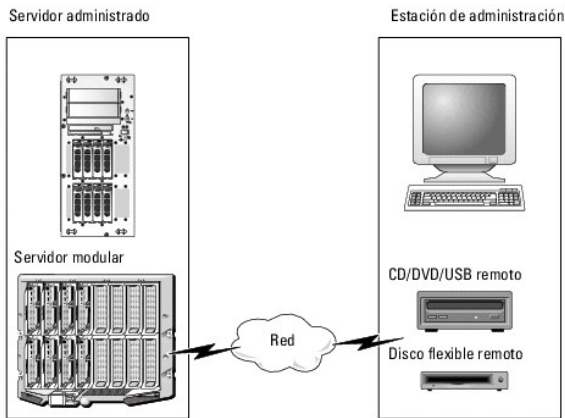 Servidor administrado
Estación de administración
Servidor modular
CD/DVD/USB remoto
Red
Disco flexible remoto